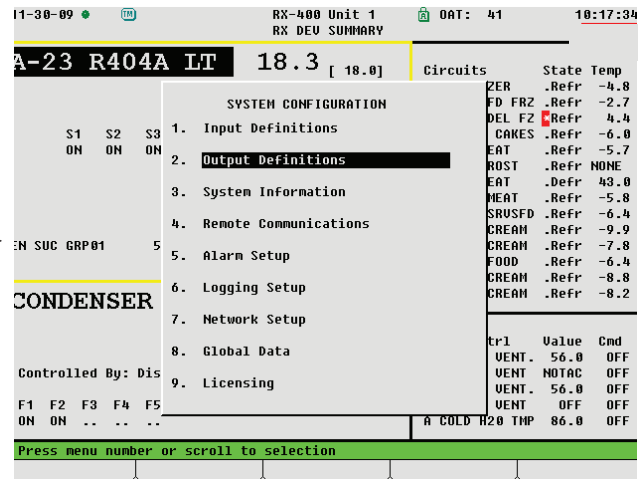 11-30-09 TM RX-400 Unit 1 A OAT: 41 10:17:34
RX DEV SUMMARY
A-23 R404A LT 18.3 [ 18.0]
Circuits State Temp
ZER .Refr -4.8
FD FRZ .Refr -2.7
DEL FZ *Refr 4.4
CAKES .Refr -6.0
EAT .Refr -5.7
ROST .Refr NONE
EAT .Defr 43.0
MEAT .Refr -5.8
SRVSFD .Refr -6.4
CREAM .Refr -9.9
CREAM .Refr -7.8
FOOD .Refr -6.4
CREAM .Refr -8.8
CREAM .Refr -8.2
S1 S2 S3
ON ON ON
EN SUC GRP01 5
SYSTEM CONFIGURATION
1. Input Definitions
2. Output Definitions
3. System Information
4. Remote Communications
5. Alarm Setup
6. Logging Setup
7. Network Setup
8. Global Data
9. Licensing
CONDENSER
Controlled By: Dis
F1 F2 F3 F4 F5
ON ON .. .. ..
trl Value Cmd
VENT. 56.0 OFF
VENT NOTAC OFF
VENT. 56.0 OFF
VENT OFF OFF
A COLD H20 TMP 86.0 OFF
Press menu number or scroll to selection